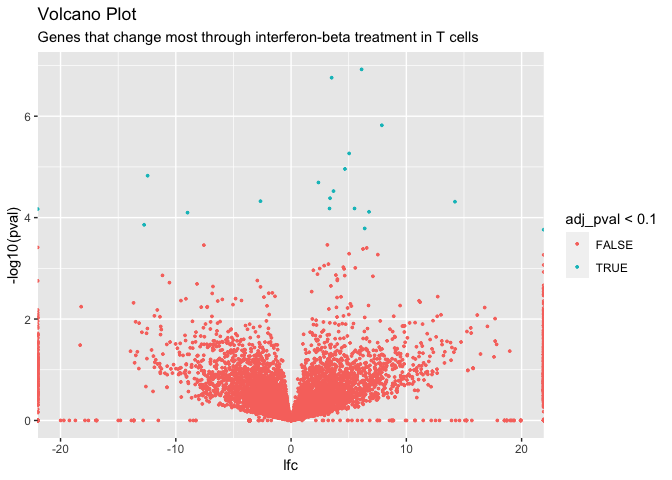 Volcano Plot
Genes that change most through interferon-beta treatment in T cells
-log10(pval)
6
4
2
0
-20
-10
0
10
20
lfc
adj_pval < 0.1
FALSE
TRUE